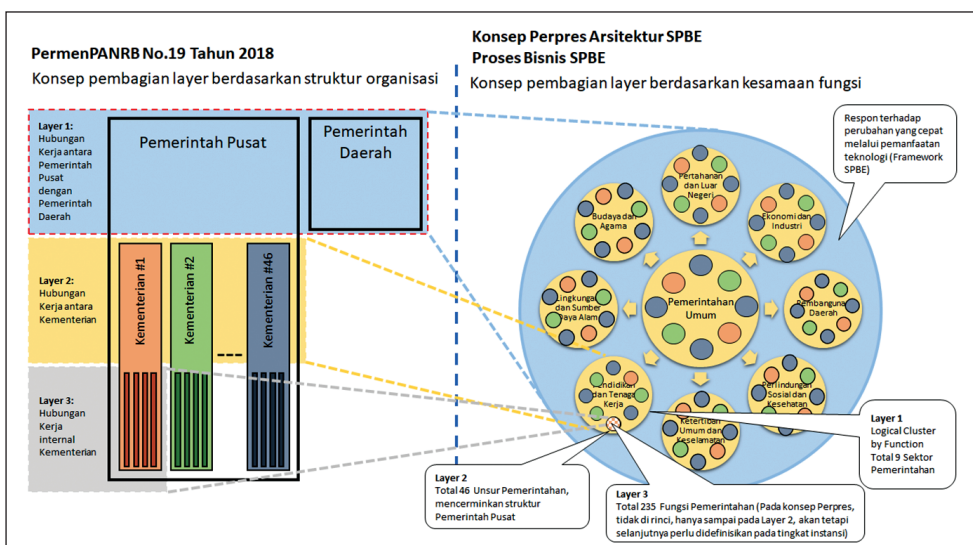 PermenPANRB No.19 Tahun 2018
Konsep pembagian layer berdasarkan struktur organisasi
Layer 1:
Hubungan
Kerja antara
Pemerintah
Pusat
dengan
Pemerintah
Daerah
Pemerintah Pusat
Pemerintah
Daerah
Layer 2:
Hubungan
Kerja antara
Kementerian
Kementerian #1
Kementerian #2
Kementerian #46
Layer 3:
Hubungan
Kerja
internal
Kementerian
Konsep Perpres Arsitektur SPBE
Proses Bisnis SPBE
Konsep pembagian layer berdasarkan kesamaan fungsi
Respon terhadap
perubahan yang cepat
melalui pemanfaatan
teknologi (Framework
SPBE)
Pertahanan
dan Luar
Negeri
Budaya dan
Agama
Ekonomi dan
Industri
Lingkungan
dan Sumber
Daya Alam
Pemerintahan
Umum
Pembangunan
Daerah
Pendidikan
dan Tenaga
Kerja
Perlindungan
Sosial dan
Kesehatan
Ketertiban
Umum dan
Keselamatan
Layer 1
Logical Cluster
by Function
Total 9 Sektor
Pemerintahan
Layer 2
Total 46 Unsur Pemerintahan,
mencerminkan struktur
Pemerintah Pusat
Layer 3
Total 235 Fungsi Pemerintahan (Pada konsep Perpres,
tidak di rinci, hanya sampai pada Layer 2, akan tetapi
selanjutnya perlu didefinisikan pada tingkat instansi)